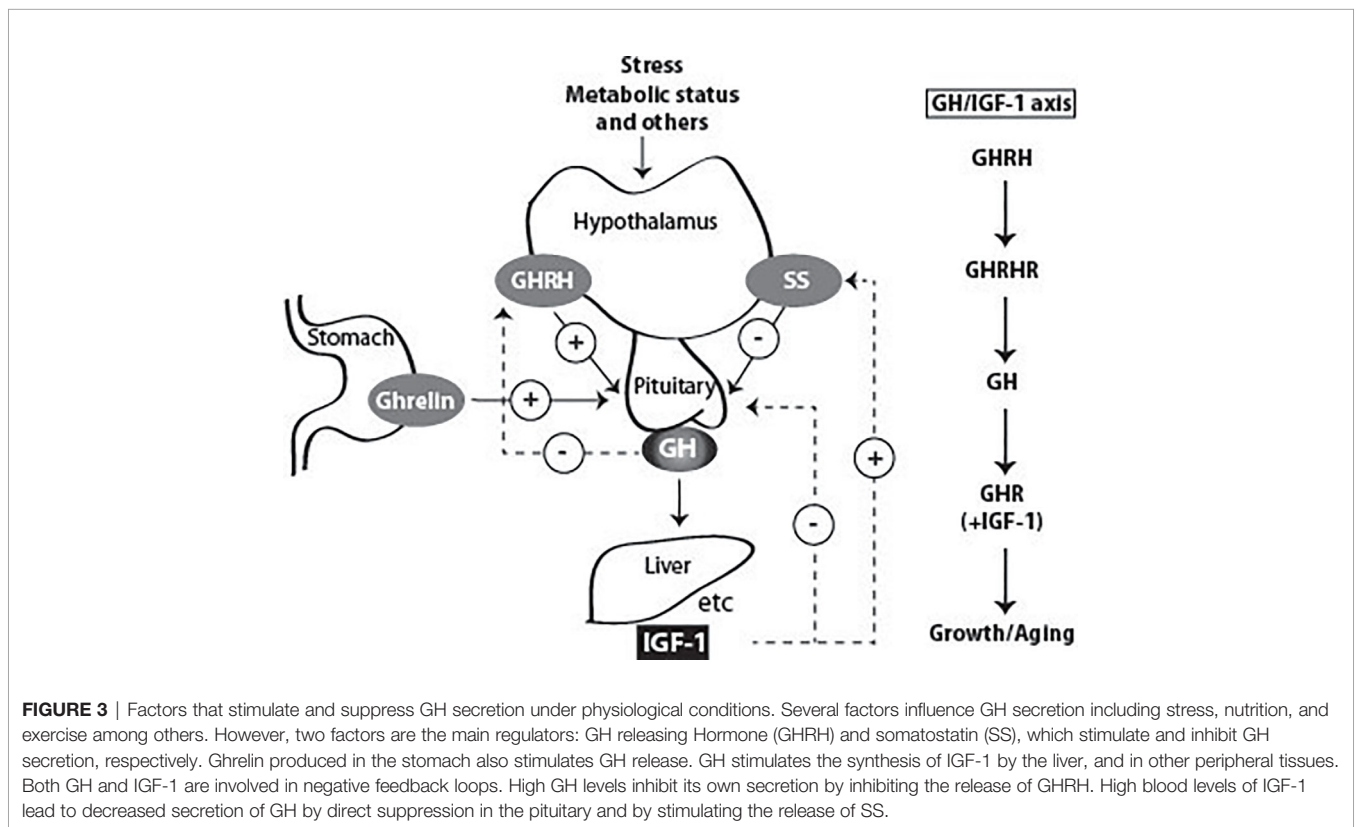 Stress
Metabolic status
and others
Hypothalamus
GHRH
SS
+
-
Stomach
Ghrelin
+
Pituitary
-
GH
+
-
Liver
etc
IGF-1
GH/IGF-1 axis
GHRH
GHRHR
GH
GHR
(+IGF-1)
Growth/Aging
FIGURE 3 | Factors that stimulate and suppress GH secretion under physiological conditions. Several factors influence GH secretion including stress, nutrition, and
exercise among others. However, two factors are the main regulators: GH releasing Hormone (GHRH) and somatostatin (SS), which stimulate and inhibit GH
secretion, respectively. Ghrelin produced in the stomach also stimulates GH release. GH stimulates the synthesis of IGF-1 by the liver, and in other peripheral tissues.
Both GH and IGF-1 are involved in negative feedback loops. High GH levels inhibit its own secretion by inhibiting the release of GHRH. High blood levels of IGF-1
lead to decreased secretion of GH by direct suppression in the pituitary and by stimulating the release of SS.